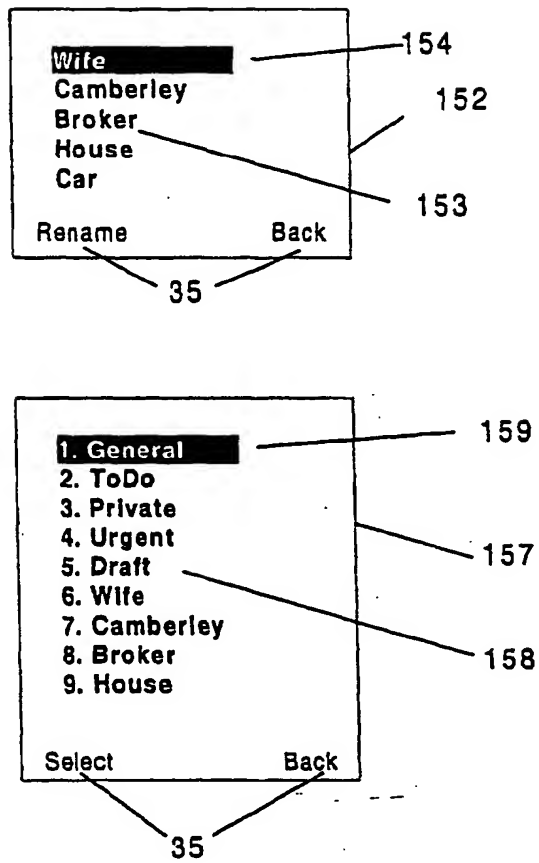 Wife 154
Camberley 152
Broker
House
Car 153
Rename Back
35
1. General 159
2. ToDo
3. Private
4. Urgent
5. Draft 157
6. Wife
7. Camberley
8. Broker 158
9. House
Select Back
35